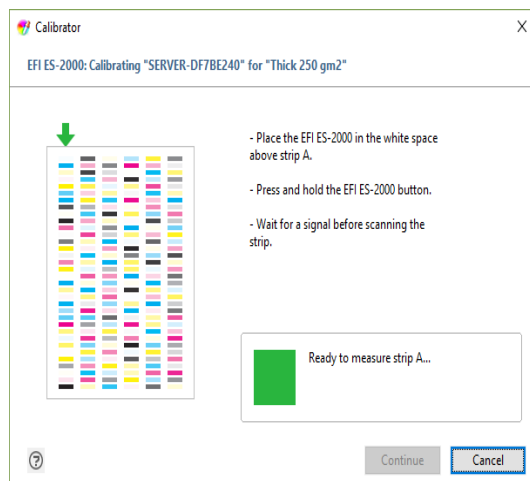 Calibrator
X
EFI ES-2000: Calibrating "SERVER-DF7BE240" for "Thick 250 gm2"
- Place the EFI ES-2000 in the white space
above strip A.
- Press and hold the EFI ES-2000 button.
- Wait for a signal before scanning the
strip.
Ready to measure strip A...
?
Continue
Cancel